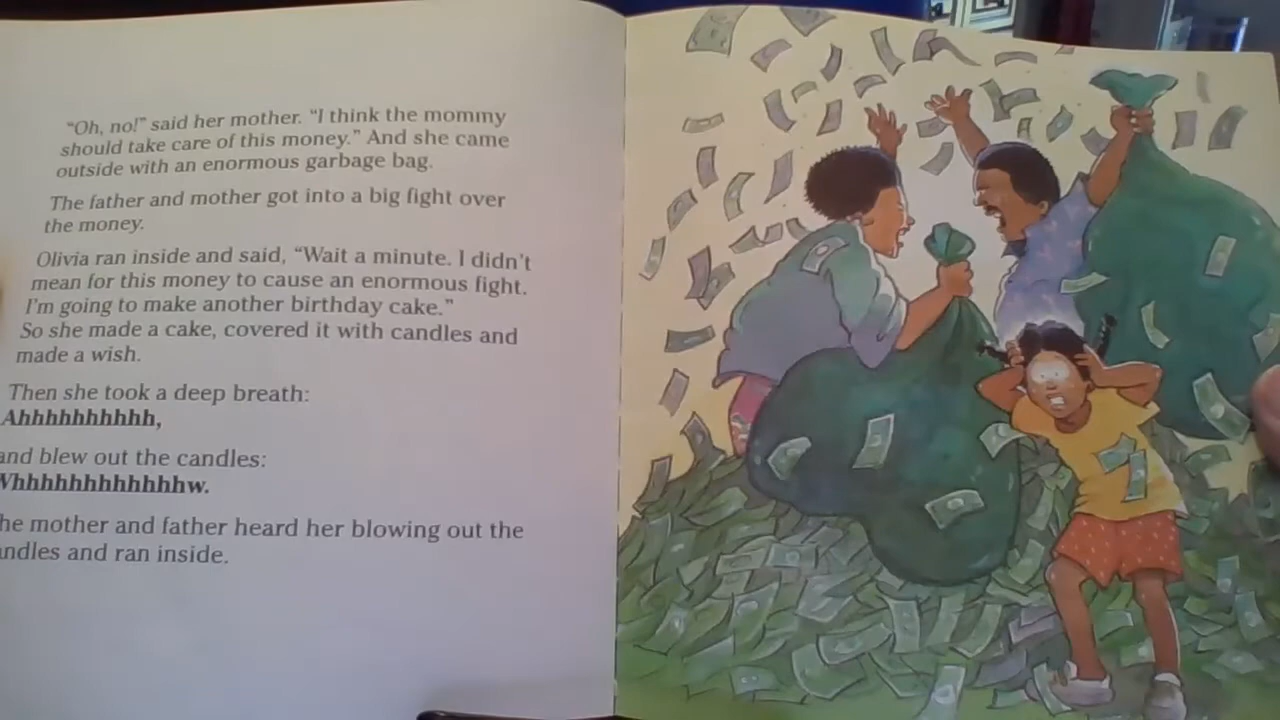 "Oh, no!" said her mother. "I think the mommy
should take care of this money." And she came
outside with an enormous garbage bag.
The father and mother got into a big fight over
the money.
Olivia ran inside and said, "Wait a minute. I didn't
mean for this money to cause an enormous fight.
I'm going to make another birthday cake."
So she made a cake, covered it with candles and
made a wish.
Then she took a deep breath:
Ahhhhhhhhhhh,
and blew out the candles:
Whhhhhhhhhhhhw.
he mother and father heard her blowing out the
ndles and ran inside.